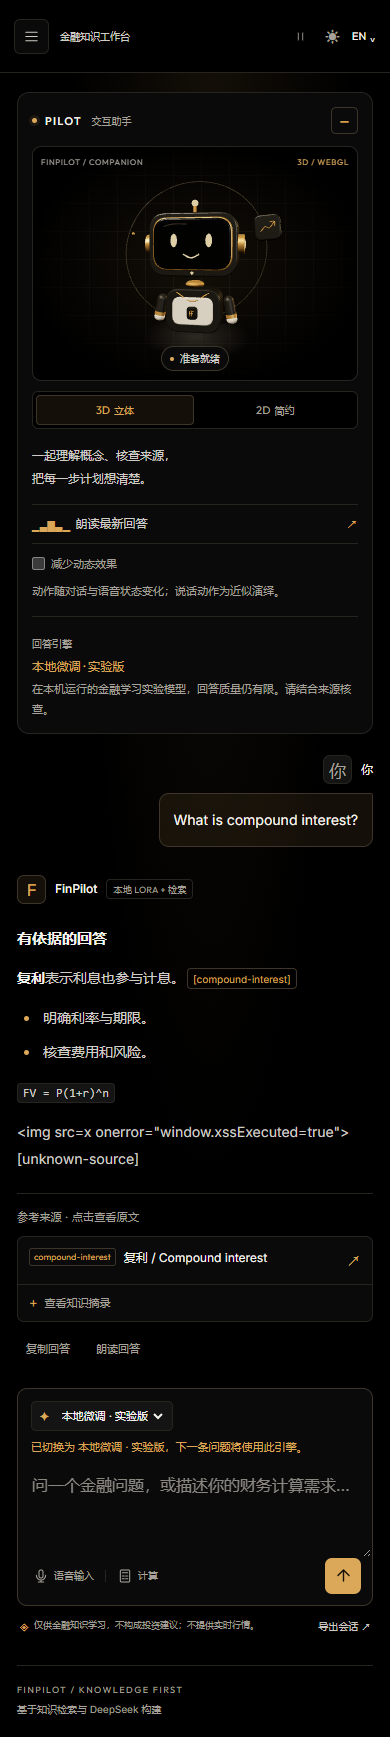 金融知识工作台
EN
PILOT 交互助手
FINPILOT / COMPANION
3D / WEBGL
准备就绪
3D 立体
2D 简约
一起理解概念、核查来源，
把每一步计划想清楚。
朗读最新回答 ↗
减少动态效果
动作随对话与语音状态变化；说话动作为近似演绎。
回答引擎
本地微调 · 实验版
在本机运行的金融学习实验模型，回答质量仍有限。请结合来源核
查。
你 你
What is compound interest?
F FinPilot 本地 LORA + 检索
有依据的回答
复利表示利息也参与计息。 [compound-interest]
• 明确利率与期限。
• 核查费用和风险。
FV = P(1+r)^n
<img src=x onerror="window.xssExecuted=true">
[unknown-source]
参考来源 · 点击查看原文
compound-interest 复利 / Compound interest ↗
+ 查看知识摘录
复制回答 朗读回答
本地微调 · 实验版
已切换为 本地微调 · 实验版，下一条问题将使用此引擎。
问一个金融问题，或描述你的财务计算需求...
语音输入 计算
仅供金融知识学习，不构成投资建议；不提供实时行情。
导出会话 ↗
FINPILOT / KNOWLEDGE FIRST
基于知识检索与 DeepSeek 构建